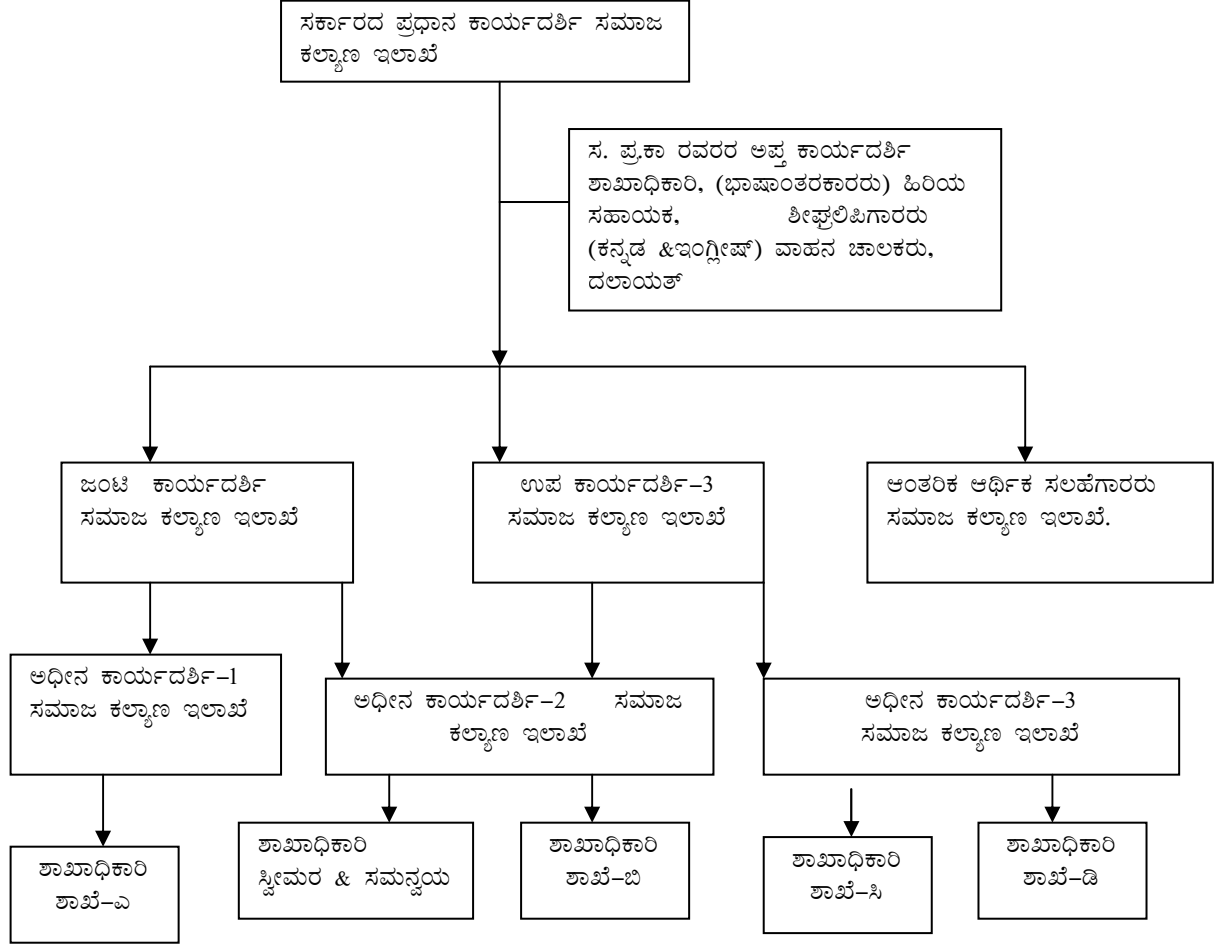 ಸರ್ಕಾರದ ಪ್ರಧಾನ ಕಾರ್ಯದರ್ಶಿ ಸಮಾಜ
ಕಲ್ಯಾಣ ಇಲಾಖೆ
ಸ. ಪ್ರ.ಕಾ ರವರರ ಅಪ್ತ ಕಾರ್ಯದರ್ಶಿ
ಶಾಖಾಧಿಕಾರಿ, (ಭಾಷಾಂತರಕಾರರು) ಹಿರಿಯ
ಸಹಾಯಕ, ಶೀಘ್ರಲಿಪಿಗಾರರು
(ಕನ್ನಡ &ಇಂಗ್ಲೀಷ್) ವಾಹನ ಚಾಲಕರು,
ದಲಾಯತ್
ಜಂಟಿ ಕಾರ್ಯದರ್ಶಿ
ಸಮಾಜ ಕಲ್ಯಾಣ ಇಲಾಖೆ
ಉಪ ಕಾರ್ಯದರ್ಶಿ–3
ಸಮಾಜ ಕಲ್ಯಾಣ ಇಲಾಖೆ
ಆಂತರಿಕ ಆರ್ಥಿಕ ಸಲಹೆಗಾರರು
ಸಮಾಜ ಕಲ್ಯಾಣ ಇಲಾಖೆ.
ಅಧೀನ ಕಾರ್ಯದರ್ಶಿ–1
ಸಮಾಜ ಕಲ್ಯಾಣ ಇಲಾಖೆ
ಅಧೀನ ಕಾರ್ಯದರ್ಶಿ–2 ಸಮಾಜ
ಕಲ್ಯಾಣ ಇಲಾಖೆ
ಅಧೀನ ಕಾರ್ಯದರ್ಶಿ–3
ಸಮಾಜ ಕಲ್ಯಾಣ ಇಲಾಖೆ
ಶಾಖಾಧಿಕಾರಿ
ಶಾಖೆ–ಎ
ಶಾಖಾಧಿಕಾರಿ
ಸ್ವೀಮರ & ಸಮನ್ವಯ
ಶಾಖಾಧಿಕಾರಿ
ಶಾಖೆ–ಬಿ
ಶಾಖಾಧಿಕಾರಿ
ಶಾಖೆ–ಸಿ
ಶಾಖಾಧಿಕಾರಿ
ಶಾಖೆ–ಡಿ